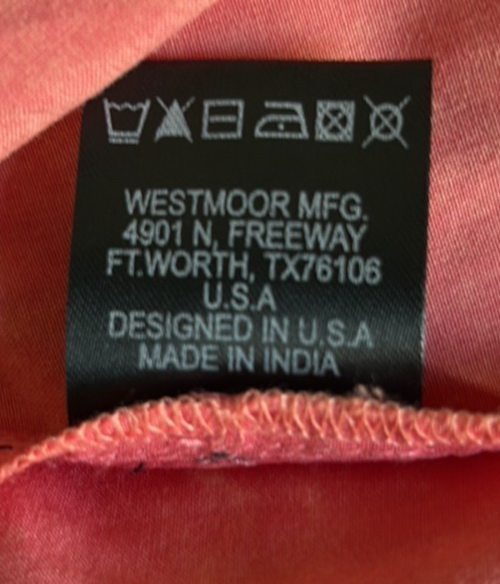 WESTMOOR MFG.
4901 N, FREEWAY
FT.WORTH, TX76106
U.S.A
DESIGNED IN U.S.A
MADE IN INDIA